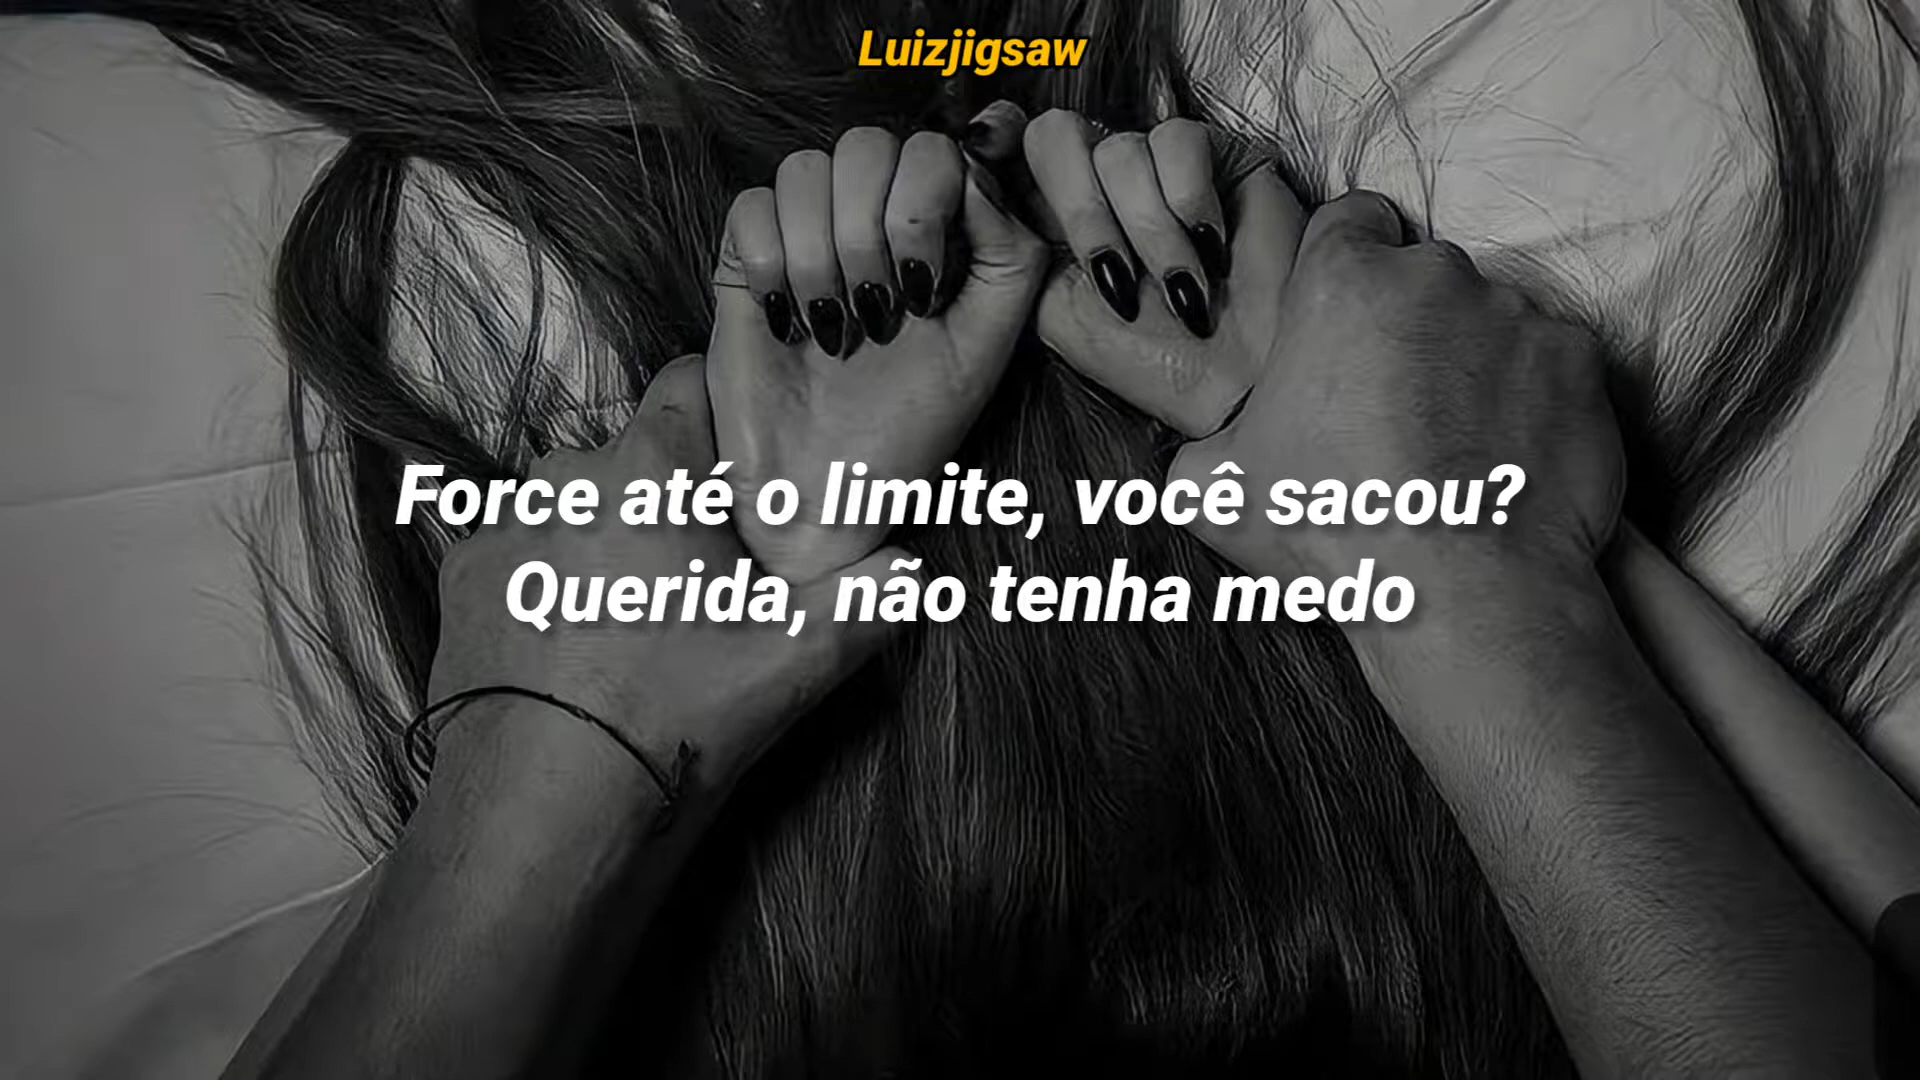 Luizjigsaw
Force até o limite, você sacou?
Querida, não tenha medo